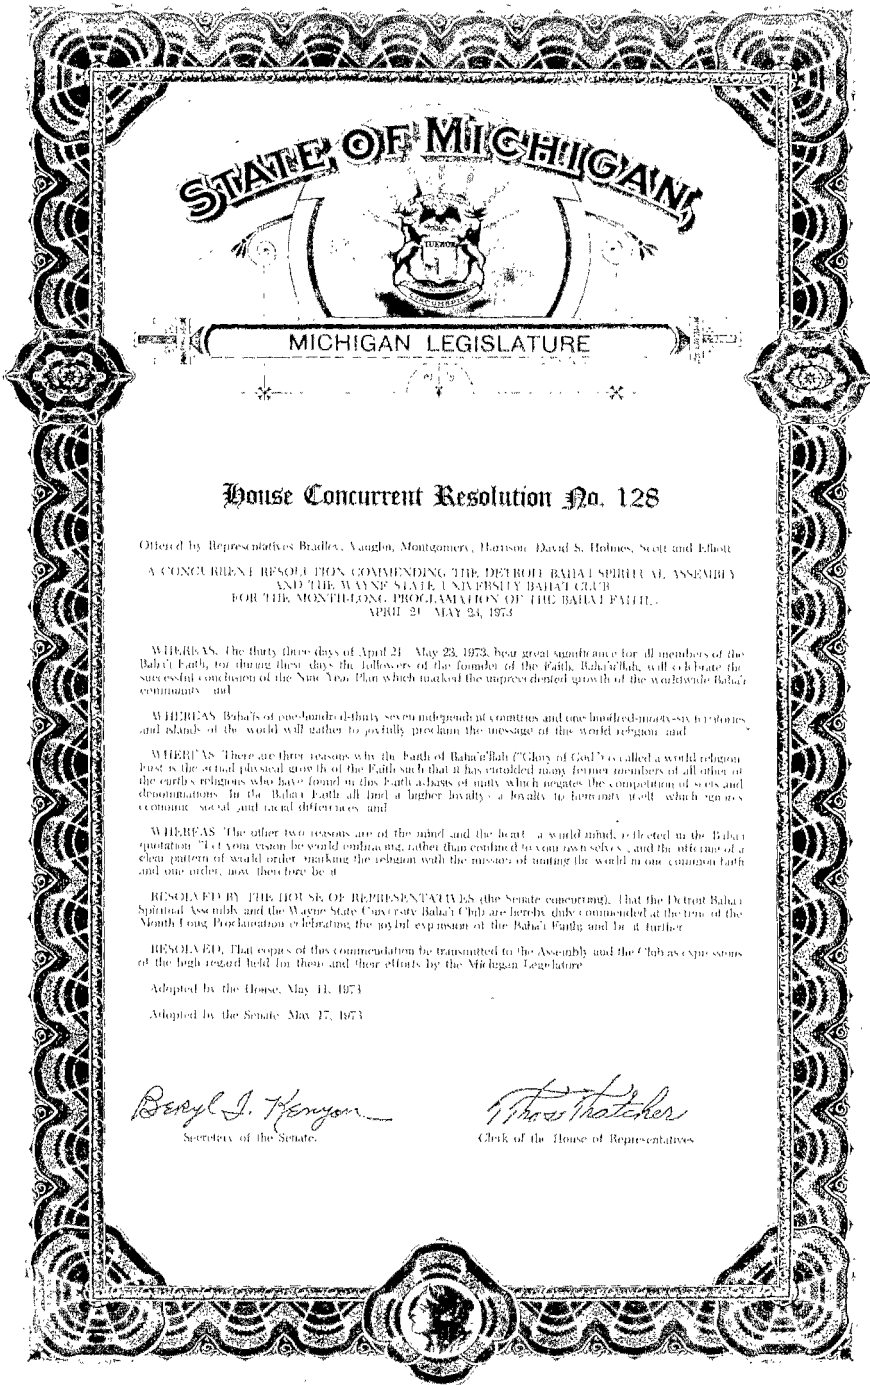 STATE OF MICHIGAN,
TUEBOR
MICHIGAN LEGISLATURE
House Concurrent Resolution No. 128
Offered by Representatives Bradley, Vaughn, Montgomery, Harrison, David S. Holmes, Scott and Elliott
A CONCURRENT RESOLUTION COMMENDING THE DETROIT BAHA'I SPIRITUAL ASSEMBLY
AND THE WAYNE STATE UNIVERSITY BAHA'I CLUB
FOR THE MONTH-LONG PROCLAMATION OF THE BAHA'I FAITH,
APRIL 21 MAY 23, 1973
WHEREAS, The thirty three days of April 21 May 23, 1973, bear great significance for all members of the
Baha'i Faith, for during these days the followers of the founder of the Faith, Baha'u'llah, will celebrate the
successful conclusion of the Nine Year Plan which marked the unprecedented growth of the worldwide Baha'i
community and
WHEREAS Baha'is of one-hundred-thirty seven independent countries and one hundred-ninety-six territories
and islands of the world will gather to joyfully proclaim the message of this world religion and
WHEREAS There are three reasons why the Faith of Baha'u'llah ("Glory of God") is called a world religion
First is the actual physical growth of the Faith such that it has enfolded many former members of all other of
the earth's religions who have found in this Faith a basis of unity which negates the competition of sects and
denominations. In the Baha'i Faith all find a higher loyalty - a loyalty to humanity itself which ignores
economic social and racial differences and
WHEREAS The other two reasons are of the mind and the heart a world mind, reflected in the Baha'i
quotation "Let your vision be world embracing, rather than confined to your own selves", and the offering of a
clear pattern of world order marking the religion with the mission of uniting the world in one common faith
and one order, now therefore be it
RESOLVED BY THE HOUSE OF REPRESENTATIVES (the Senate concurring), That the Detroit Baha'i
Spiritual Assembly and the Wayne State University Baha'i Club are hereby duly commended at the time of the
Month Long Proclamation celebrating the joyful expansion of the Baha'i Faith; and be it further
RESOLVED, That copies of this commendation be transmitted to the Assembly and the Club as expressions
of the high regard held for them and their efforts by the Michigan Legislature
Adopted by the House, May 11, 1973
Adopted by the Senate May 17, 1973
Beryl I. Kenyon Thos Thatcher
Secretary of the Senate. Clerk of the House of Representatives